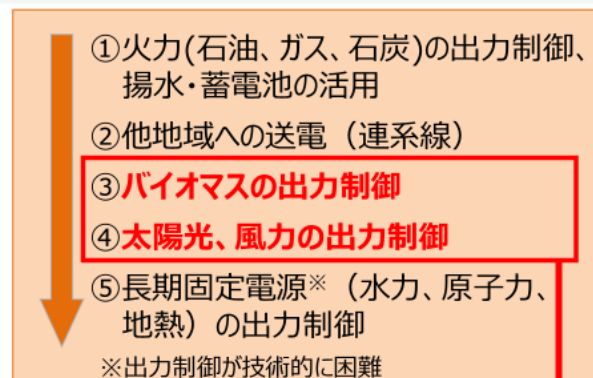 ①火力(石油、ガス、石炭)の出力制御、
揚水・蓄電池の活用
②他地域への送電（連系線）
③バイオマスの出力制御
④太陽光、風力の出力制御
⑤長期固定電源※（水力、原子力、
地熱）の出力制御
※出力制御が技術的に困難